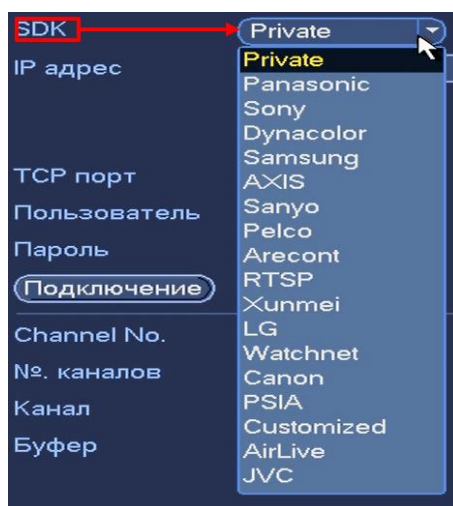 SDK
Private
IP адрес
Private
Panasonic
Sony
Dynacolor
Samsung
AXIS
Sanyo
Pelco
Arecont
RTSP
Xunmei
LG
Watchnet
Canon
PSIA
Customized
AirLive
JVC
TCP порт
Пользователь
Пароль
Подключение
Channel No.
№. каналов
Канал
Буфер